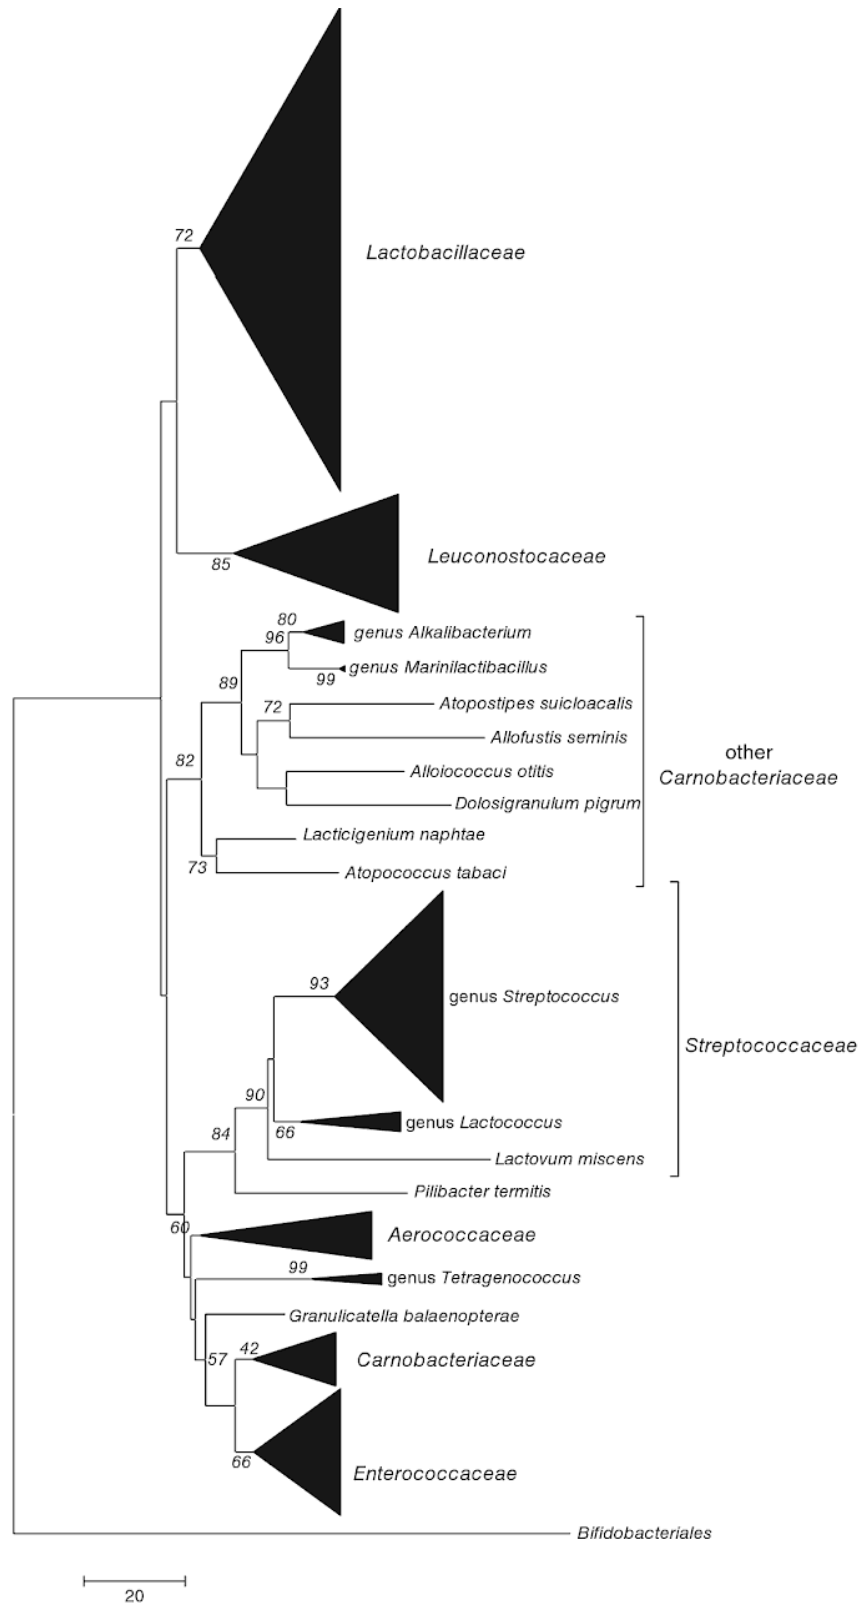 72
Lactobacillaceae
85
Leuconostocaceae
80
genus Alkalibacterium
96
genus Marinilactibacillus
99
89
72
Atopostipes suicloacalis
Allofustis seminis
other
Carnobacteriaceae
82
Alloiococcus otitis
Dolosigranulum pigrum
Lacticigenium naphtae
73
Atopococcus tabaci
93
genus Streptococcus
Streptococcaceae
90
66
genus Lactococcus
84
Lactovum miscens
Pilibacter termitis
60
Aerococcaceae
99
genus Tetragenococcus
Granulicatella balaenopterae
57
42
Carnobacteriaceae
66
Enterococcaceae
Bifidobacteriales
20